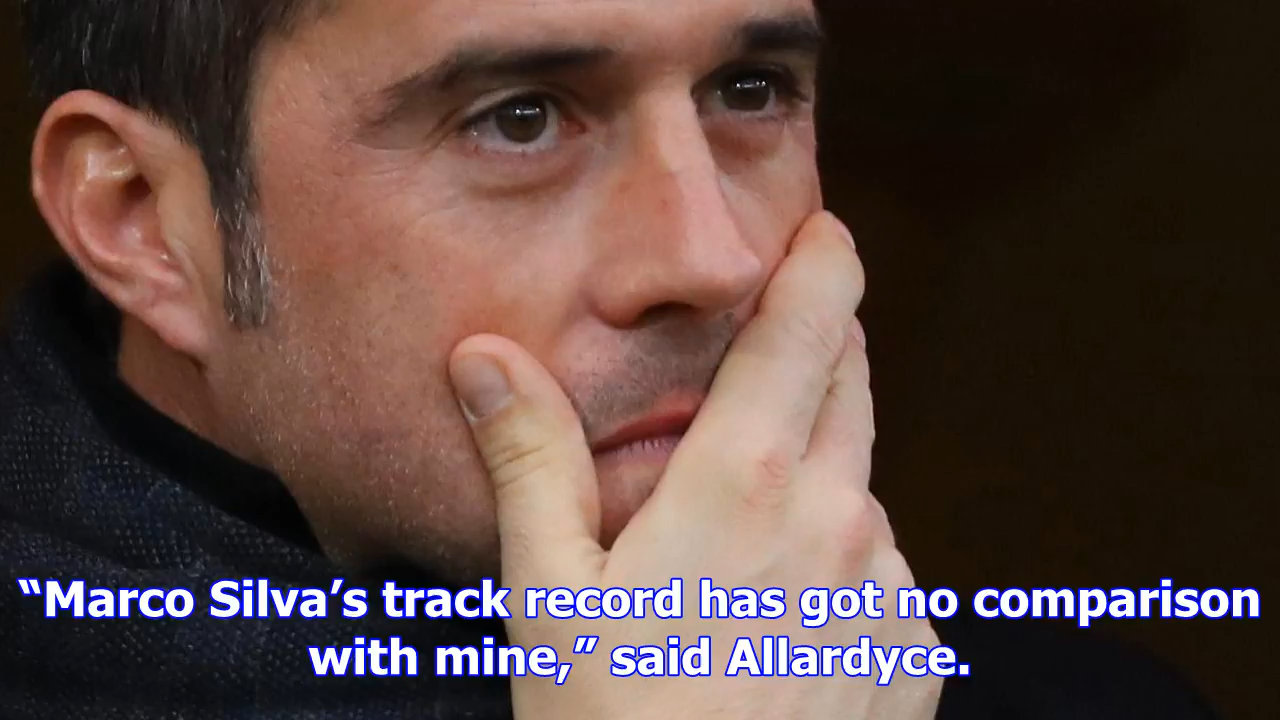 “Marco Silva’s track record has got no comparison
with mine,” said Allardyce.